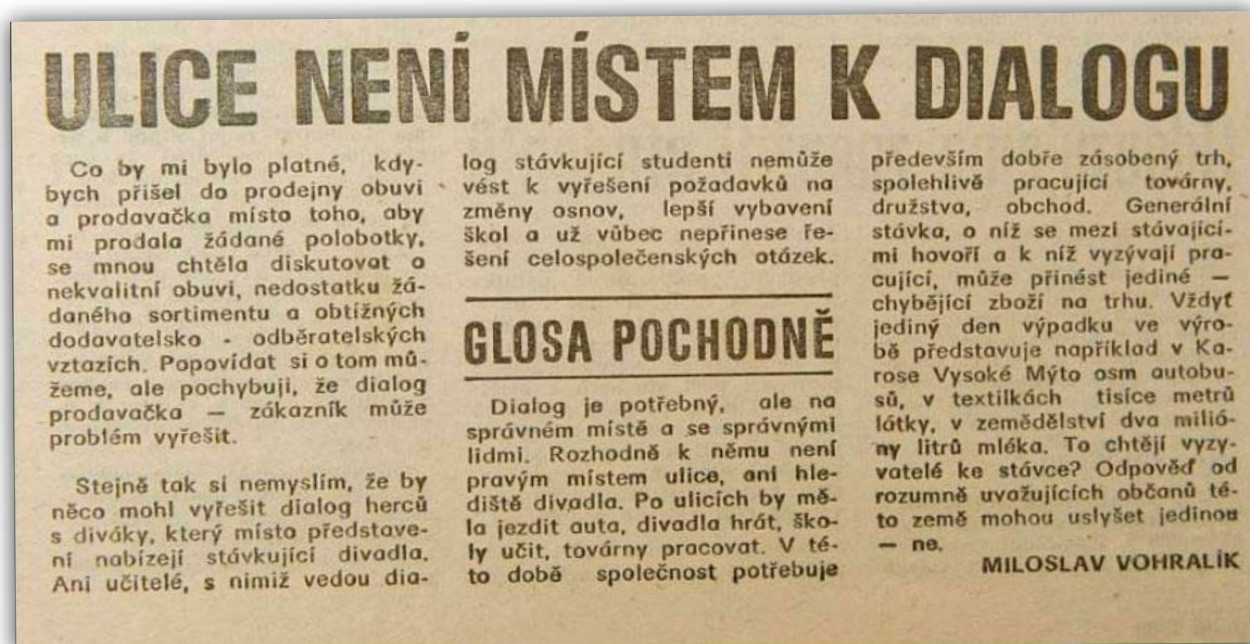 ULICE NENÍ MÍSTEM K DIALOGU
Co by mi bylo platné, kdy-
bych přišel do prodejny obuvi
a prodavačka místo toho, aby
mi prodala žádané polobotky,
se mnou chtěla diskutovat o
nekvalitní obuvi, nedostatku žá-
daného sortimentu a obtížných
dodavatelsko - odběratelských
vztazích. Popovídat si o tom mů-
žeme, ale pochybuji, že dialog
prodavačka — zákazník může
problém vyřešit.
Stejně tak si nemyslím, že by
něco mohl vyřešit dialog herců
s diváky, který místo představe-
ní nabízejí stávkující divadla.
Ani učitelé, s nimiž vedou dia-
log stávkující studenti nemůže
vést k vyřešení požadavků na
změny osnov, lepší vybavení
škol a už vůbec nepřinese ře-
šení celospolečenských otázek.
GLOSA POCHODNĚ
Dialog je potřebný, ale na
správném místě a se správnými
lidmi. Rozhodně k němu není
pravým místem ulice, ani hle-
diště divadla. Po ulicích by mě-
la jezdit auta, divadla hrát, ško-
ly učit, továrny pracovat. V té-
to době společnost potřebuje
především dobře zásobený trh,
spolehlivě pracující továrny,
družstva, obchod. Generální
stávka, o níž se mezi stávající-
mi hovoří a k níž vyzývají pra-
cující, může přinést jediné —
chybějící zboží na trhu. Vždyť
jediný den výpadku ve výro-
bě představuje například v Ka-
rose Vysoké Mýto osm autobu-
sů, v textilkách tisíce metrů
látky, v zemědělství dva milió-
ny litrů mléka. To chtějí vyzy-
vatelé ke stávce? Odpověď od
rozumně uvažujících občanů té-
to země mohou uslyšet jedinou
— ne.
MILOSLAV VOHRALÍK